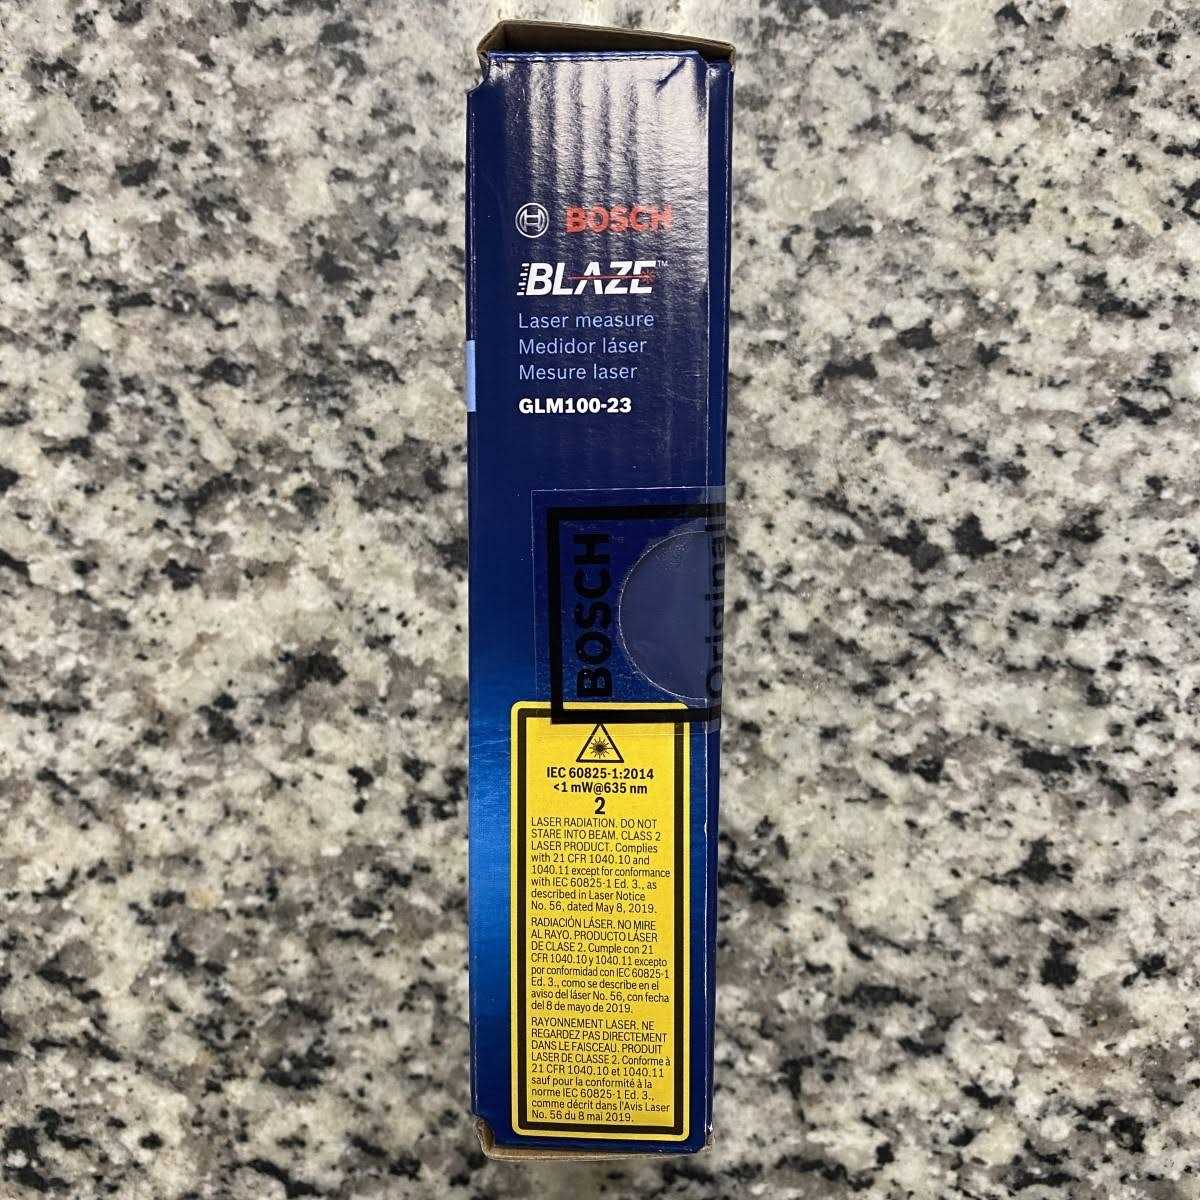 BOSCH
BLAZE™
Laser measure
Medidor láser
Mesure laser
GLM100-23
BOSCH
Original
IEC 60825-1:2014
<1 mW@635 nm
2
LASER RADIATION. DO NOT
STARE INTO BEAM. CLASS 2
LASER PRODUCT. Complies
with 21 CFR 1040.10 and
1040.11 except for conformance
with IEC 60825-1 Ed. 3., as
described in Laser Notice
No. 56, dated May 8, 2019.
RADIACIÓN LÁSER. NO MIRE
AL RAYO. PRODUCTO LÁSER
DE CLASE 2. Cumple con 21
CFR 1040.10 y 1040.11 excepto
por conformidad con IEC 60825-1
Ed. 3., como se describe en el
aviso del láser No. 56, con fecha
del 8 de mayo de 2019.
RAYONNEMENT LASER. NE
REGARDEZ PAS DIRECTEMENT
DANS LE FAISCEAU. PRODUIT
LASER DE CLASSE 2. Conforme à
21 CFR 1040.10 et 1040.11
sauf pour la conformité à la
norme IEC 60825-1 Ed. 3.,
comme décrit dans l'Avis Laser
No. 56 du 8 mai 2019.